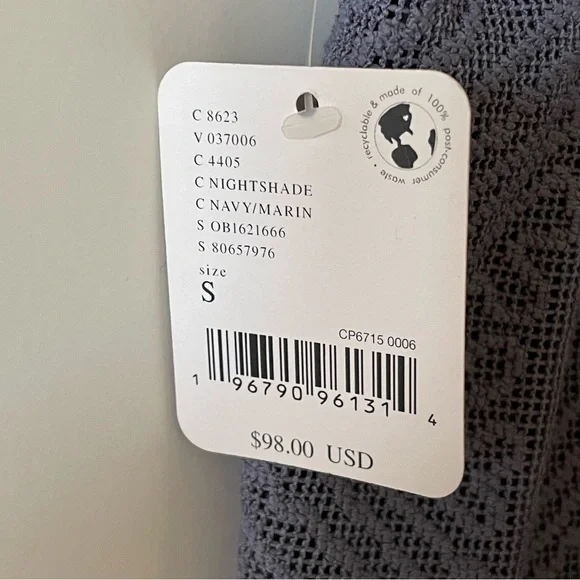 C 8623
V 037006
C 4405
C NIGHTSHADE
C NAVY/MARIN
S OB1621666
S 80657976
size
S
recyclable & made of 100% post-consumer waste •
CP6715 0006
1 96790 96131 4
$98.00 USD